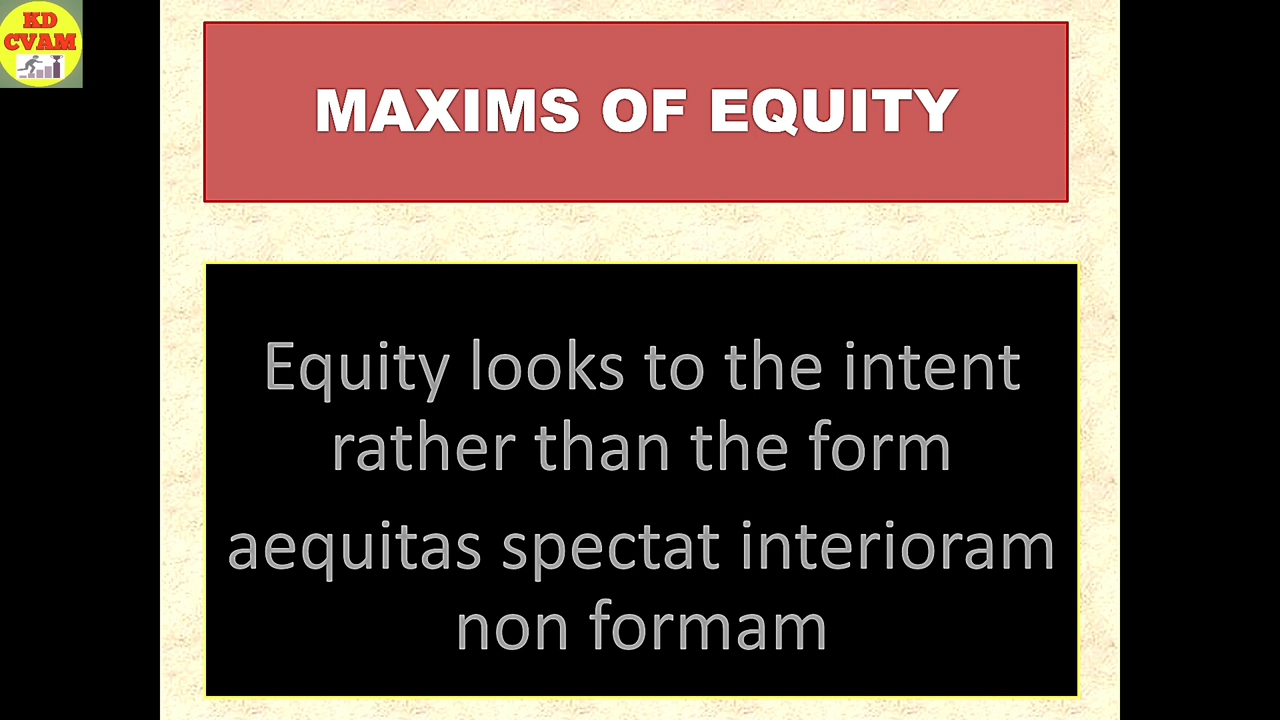 KD
CVAM
MAXIMS OF EQUITY
Equity looks to the intent
rather than the form
aequitas spectat interioram
non formam